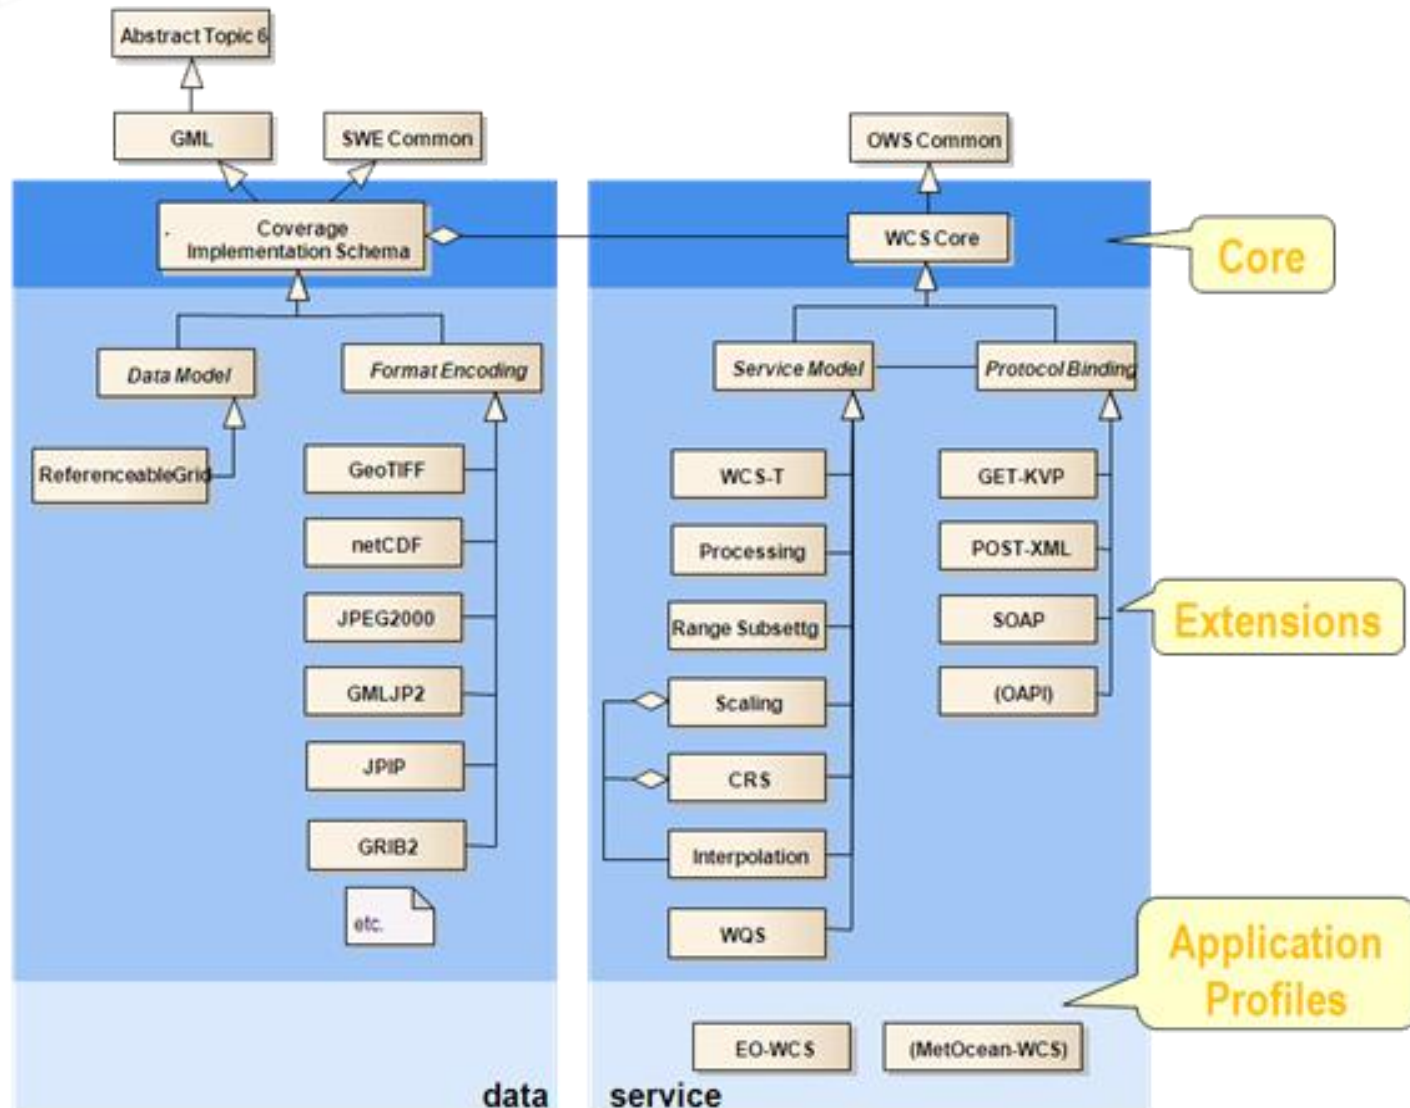 Abstract Topic 6
GML
SWE Common
OWS Common
Coverage
Implementation Schema
WCS Core
Core
Data Model
Format Encoding
Service Model
Protocol Binding
ReferenceableGrid
GeoTIFF
netCDF
JPEG2000
GMLJP2
JPIP
GRIB2
etc.
WCS-T
Processing
Range Subsettg
Scaling
CRS
Interpolation
WQS
GET-KVP
POST-XML
SOAP
(OAPI)
Extensions
Application
Profiles
EO-WCS
(MetOcean-WCS)
data
service